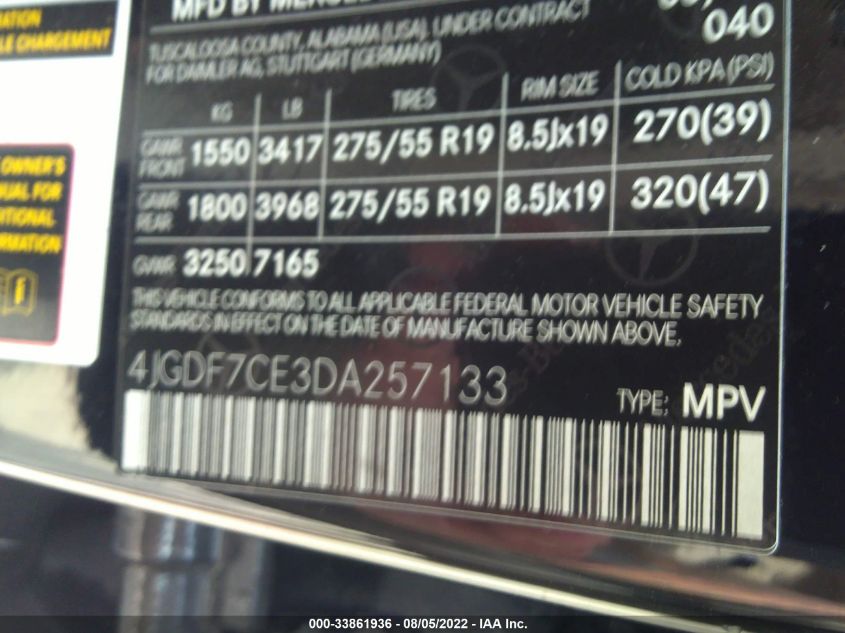 MATION
LE CHARGEMENT
MFD BY
040
TUSCALOOSA COUNTY, ALABAMA (USA), UNDER CONTRACT
FOR DAIMLER AG, STUTTGART (GERMANY)
KG LB TIRES RIM SIZE COLD KPA (PSI)
GAWR FRONT 1550 3417 275/55 R19 8.5Jx19 270(39)
GAWR REAR 1800 3968 275/55 R19 8.5Jx19 320(47)
GVWR 3250 7165
THIS VEHICLE CONFORMS TO ALL APPLICABLE FEDERAL MOTOR VEHICLE SAFETY
STANDARDS IN EFFECT ON THE DATE OF MANUFACTURE SHOWN ABOVE.
4JGDF7CE3DA257133
TYPE: MPV
OWNER'S
UAL FOR
ITIONAL
RMATION
000-33861936 - 08/05/2022 - IAA Inc.